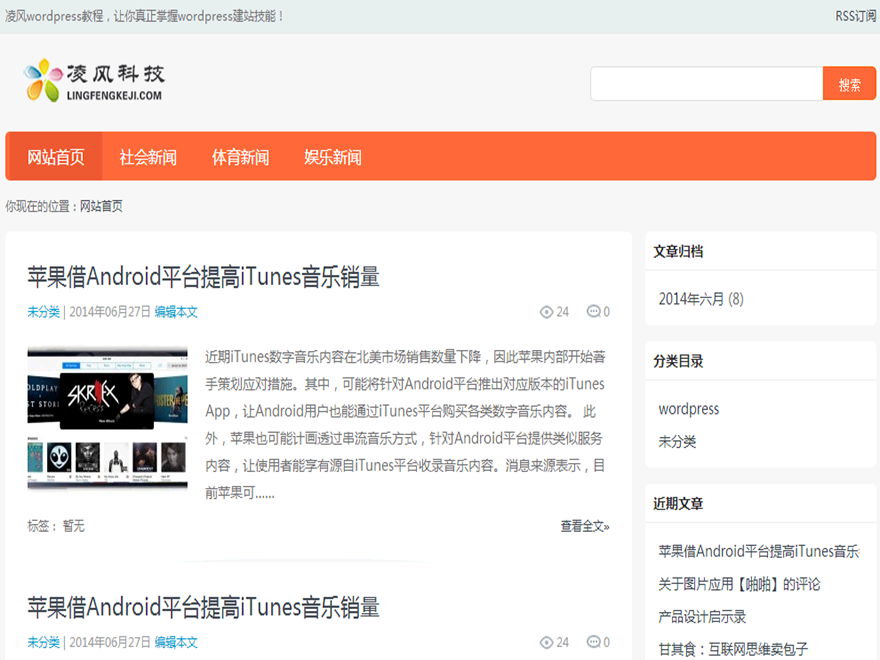 凌风wordpress教程，让你真正掌握wordpress建站技能！
RSS订阅
凌风科技
LINGFENGKEJI.COM
搜索
网站首页 社会新闻 体育新闻 娱乐新闻
你现在的位置：网站首页
苹果借Android平台提高iTunes音乐销量
未分类 | 2014年06月27日 编辑本文 24 0
SKRILLEX
近期iTunes数字音乐内容在北美市场销售数量下降，因此苹果内部开始着
手策划应对措施。其中，可能将针对Android平台推出对应版本的iTunes
App，让Android用户也能通过iTunes平台购买各类数字音乐内容。 此
外，苹果也可能计画透过串流音乐方式，针对Android平台提供类似服务
内容，让使用者能享有源自iTunes平台收录音乐内容。消息来源表示，目
前苹果可......
标签： 暂无
查看全文»
苹果借Android平台提高iTunes音乐销量
未分类 | 2014年06月27日 编辑本文 24 0
文章归档
2014年六月 (8)
分类目录
wordpress
未分类
近期文章
苹果借Android平台提高iTunes音乐
关于图片应用【啪啪】的评论
产品设计启示录
甘其食：互联网思维卖包子